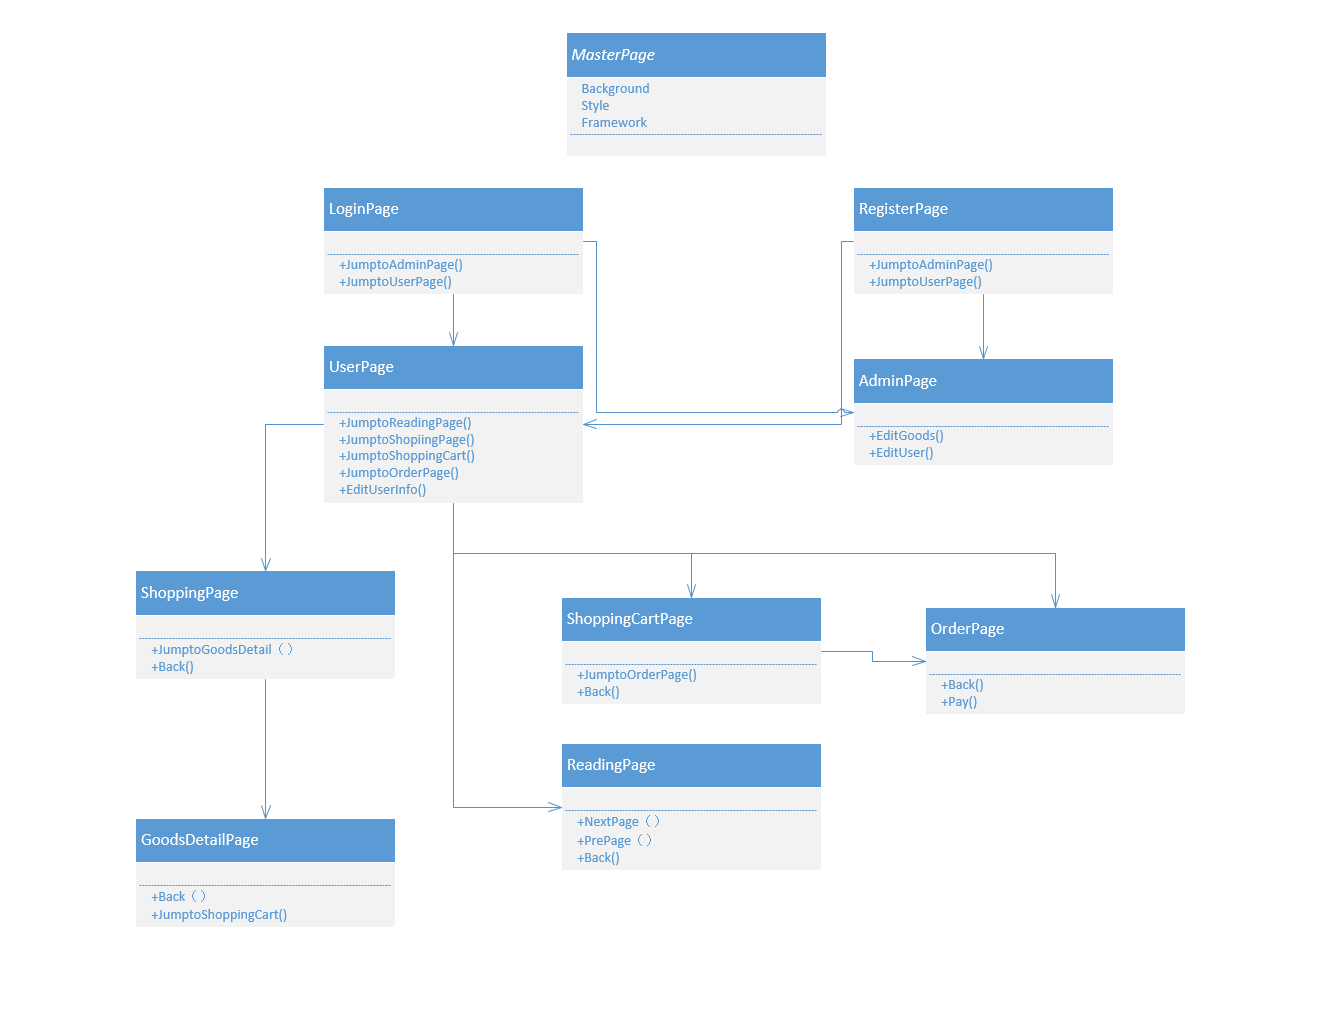 MasterPage
Background
Style
Framework
LoginPage
+JumptoAdminPage()
+JumptoUserPage()
RegisterPage
+JumptoAdminPage()
+JumptoUserPage()
UserPage
+JumptoReadingPage()
+JumptoShopiingPage()
+JumptoShoppingCart()
+JumptoOrderPage()
+EditUserInfo()
AdminPage
+EditGoods()
+EditUser()
ShoppingPage
+JumptoGoodsDetail（）
+Back()
ShoppingCartPage
+JumptoOrderPage()
+Back()
OrderPage
+Back()
+Pay()
ReadingPage
+NextPage（）
+PrePage（）
+Back()
GoodsDetailPage
+Back（）
+JumptoShoppingCart()